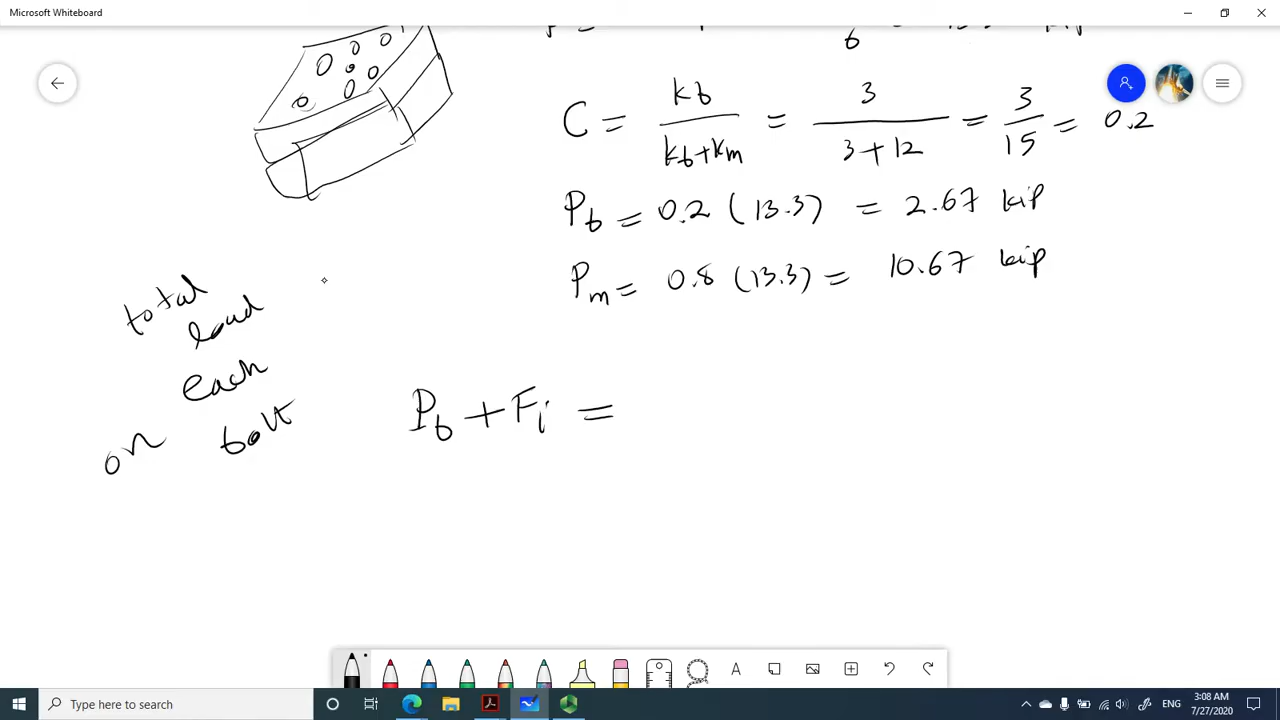 Microsoft Whiteboard
6
C = kb / kb+km = 3 / 3+12 = 3 / 15 = 0.2
Pb = 0.2 (13.3) = 2.67 kip
Pm = 0.8 (13.3) = 10.67 kip
total
load
each
on bolt
Pb + Fi =
A
Type here to search
ENG
3:08 AM
7/27/2020